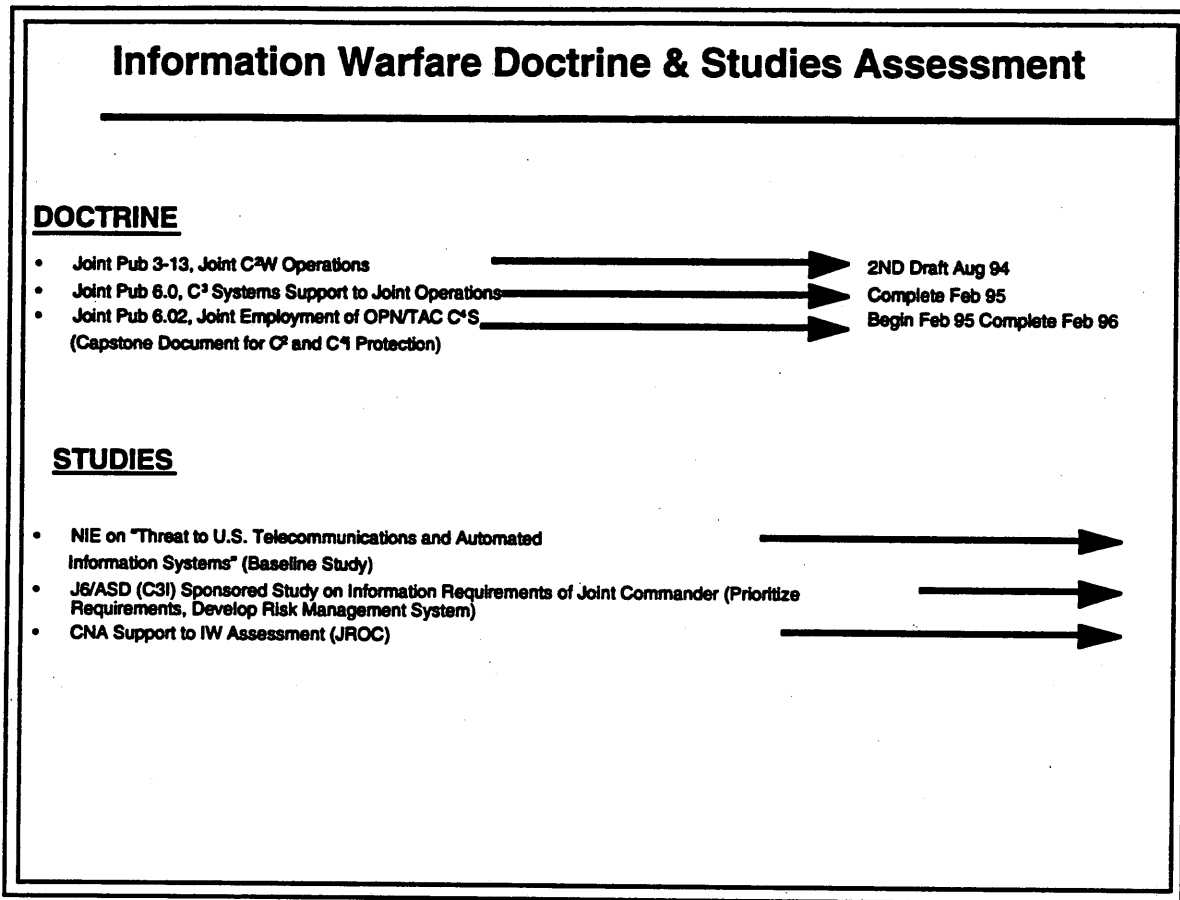 Information Warfare Doctrine & Studies Assessment
DOCTRINE
• Joint Pub 3-13, Joint C²W Operations 2ND Draft Aug 94
• Joint Pub 6.0, C³ Systems Support to Joint Operations Complete Feb 95
• Joint Pub 6.02, Joint Employment of OPN/TAC C⁴S Begin Feb 95 Complete Feb 96
(Capstone Document for C² and C⁴I Protection)
STUDIES
• NIE on "Threat to U.S. Telecommunications and Automated
Information Systems" (Baseline Study)
• J6/ASD (C3I) Sponsored Study on Information Requirements of Joint Commander (Prioritize
Requirements, Develop Risk Management System)
• CNA Support to IW Assessment (JROC)